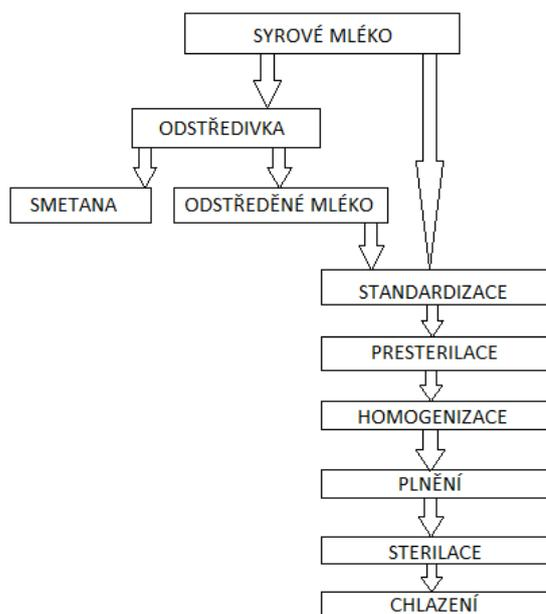 SYROVÉ MLÉKO
ODSTŘEDIVKA
SMETANA
ODSTŘEDĚNÉ MLÉKO
STANDARDIZACE
PRESTERILACE
HOMOGENIZACE
PLNĚNÍ
STERILACE
CHLAZENÍ